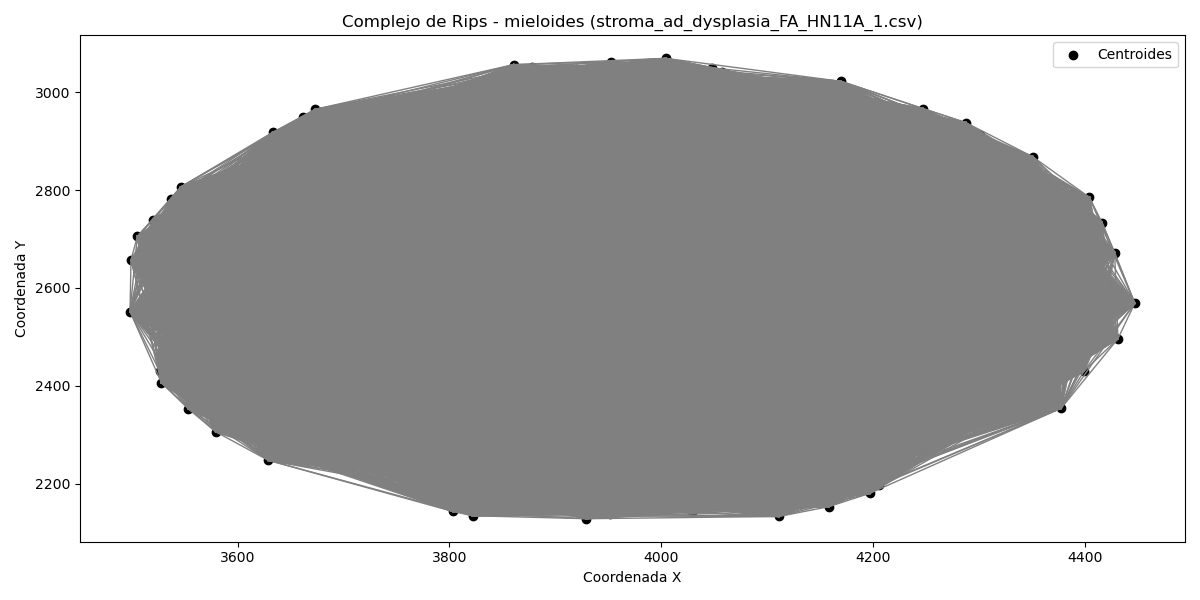 Complejo de Rips - mieloides (stroma_ad_dysplasia_FA_HN11A_1.csv)
Centroides
Coordenada Y
3000
2800
2600
2400
2200
3600
3800
4000
4200
4400
Coordenada X